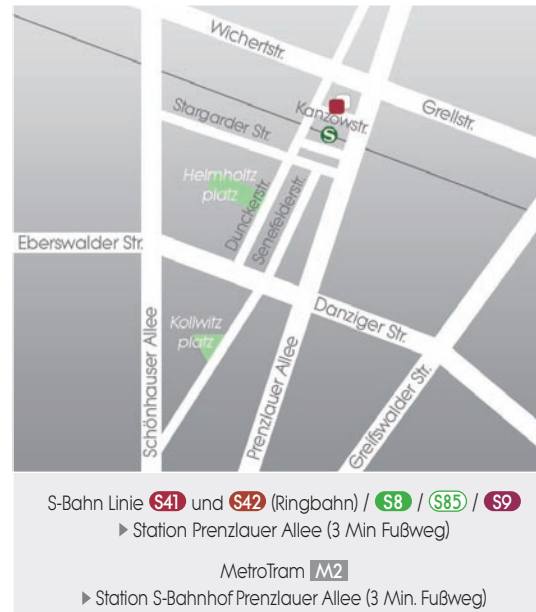 Wichertstr.
Grellstr.
Kanzowstr.
Stargarder Str.
S
Helmholtz
platz
Dunckerstr.
Senefelderstr.
Eberswalder Str.
Danziger Str.
Kollwitz
platz
Schönhauser Allee
Prenzlauer Allee
Greifswalder Str.
S-Bahn Linie S41 und S42 (Ringbahn) / S8 / S85 / S9
▶ Station Prenzlauer Allee (3 Min Fußweg)
MetroTram M2
▶ Station S-Bahnhof Prenzlauer Allee (3 Min. Fußweg)